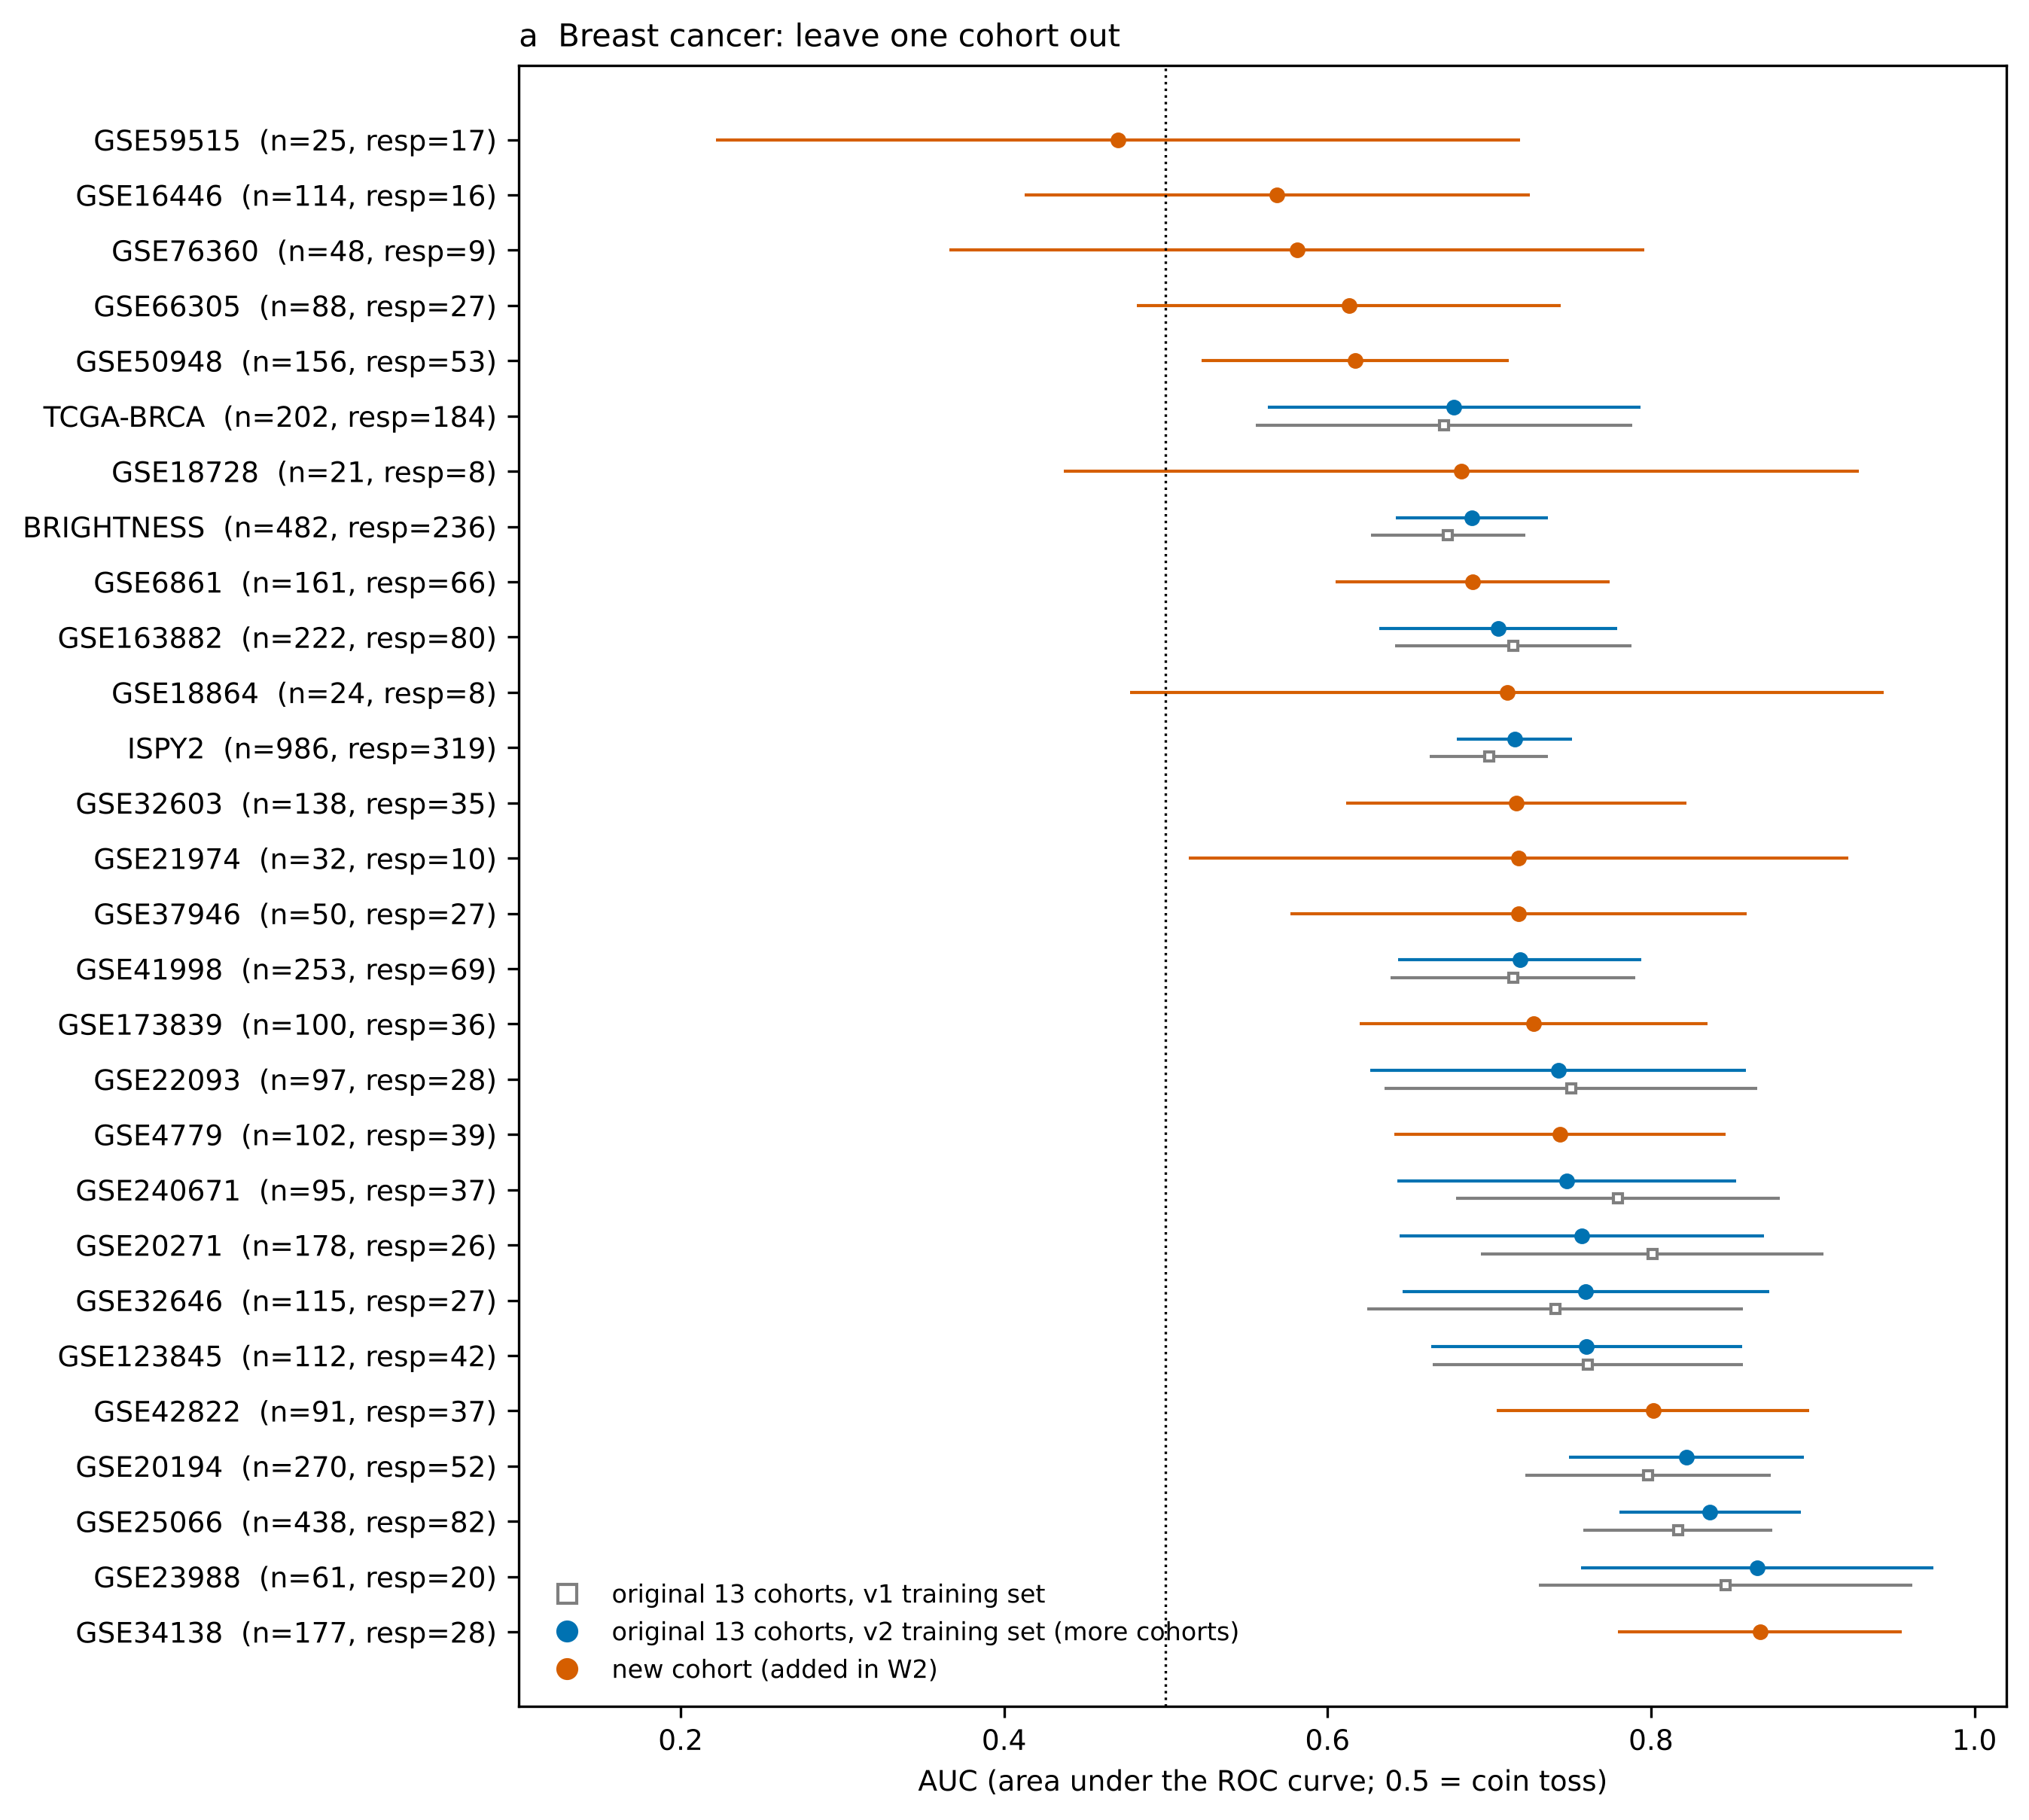 a Breast cancer: leave one cohort out
GSE59515 (n=25, resp=17)
GSE16446 (n=114, resp=16)
GSE76360 (n=48, resp=9)
GSE66305 (n=88, resp=27)
GSE50948 (n=156, resp=53)
TCGA-BRCA (n=202, resp=184)
GSE18728 (n=21, resp=8)
BRIGHTNESS (n=482, resp=236)
GSE6861 (n=161, resp=66)
GSE163882 (n=222, resp=80)
GSE18864 (n=24, resp=8)
ISPY2 (n=986, resp=319)
GSE32603 (n=138, resp=35)
GSE21974 (n=32, resp=10)
GSE37946 (n=50, resp=27)
GSE41998 (n=253, resp=69)
GSE173839 (n=100, resp=36)
GSE22093 (n=97, resp=28)
GSE4779 (n=102, resp=39)
GSE240671 (n=95, resp=37)
GSE20271 (n=178, resp=26)
GSE32646 (n=115, resp=27)
GSE123845 (n=112, resp=42)
GSE42822 (n=91, resp=37)
GSE20194 (n=270, resp=52)
GSE25066 (n=438, resp=82)
GSE23988 (n=61, resp=20)
GSE34138 (n=177, resp=28)
original 13 cohorts, v1 training set
original 13 cohorts, v2 training set (more cohorts)
new cohort (added in W2)
0.2 0.4 0.6 0.8 1.0
AUC (area under the ROC curve; 0.5 = coin toss)